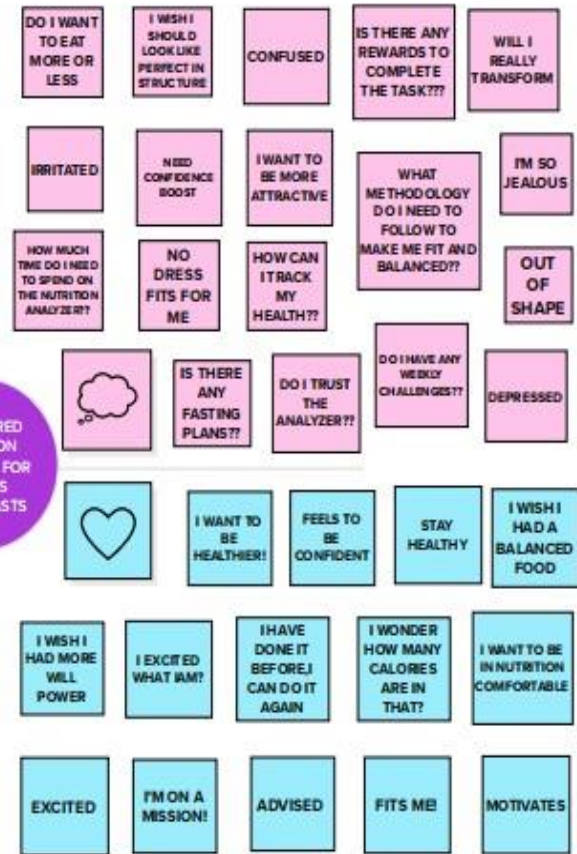 DO I WANT
TO EAT
MORE OR
LESS
I WISH I
SHOULD
LOOK LIKE
PERFECT IN
STRUCTURE
CONFUSED
IS THERE ANY
REWARDS TO
COMPLETE
THE TASK???
WILL I
REALLY
TRANSFORM
IRRITATED
NEED
CONFIDENCE
BOOST
I WANT TO
BE MORE
ATTRACTIVE
WHAT
METHODOLOGY
DO I NEED TO
FOLLOW TO
MAKE ME FIT AND
BALANCED??
I'M SO
JEALOUS
HOW MUCH
TIME DO I NEED
TO SPEND ON
THE NUTRITION
ANALYZER??
NO
DRESS
FITS FOR
ME
HOW CAN
I TRACK
MY
HEALTH??
OUT
OF
SHAPE
IS THERE
ANY
FASTING
PLANS??
DO I TRUST
THE
ANALYZER??
DO I HAVE ANY
WEEKLY
CHALLENGES??
DEPRESSED
RED
ON
FOR
S
ASTS
I WANT TO
BE
HEALTHIER!
FEELS TO
BE
CONFIDENT
STAY
HEALTHY
I WISH I
HAD A
BALANCED
FOOD
I WISH I
HAD MORE
WILL
POWER
I EXCITED
WHAT IAM?
I HAVE
DONE IT
BEFORE,I
CAN DO IT
AGAIN
I WONDER
HOW MANY
CALORIES
ARE IN
THAT?
I WANT TO BE
IN NUTRITION
COMFORTABLE
EXCITED
I'M ON A
MISSION!
ADVISED
FITS ME!
MOTIVATES